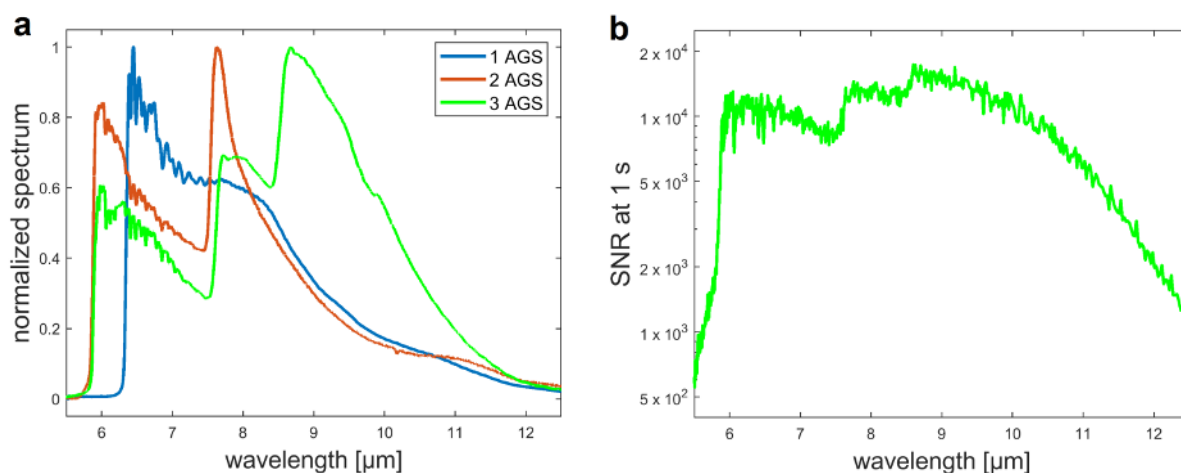 a
normalized spectrum
1
0.8
0.6
0.4
0.2
0
6 7 8 9 10 11 12
wavelength [µm]
1 AGS
2 AGS
3 AGS
b
SNR at 1 s
2 x 10⁴
1 x 10⁴
5 x 10³
2 x 10³
1 x 10³
5 x 10²
6 7 8 9 10 11 12
wavelength [µm]